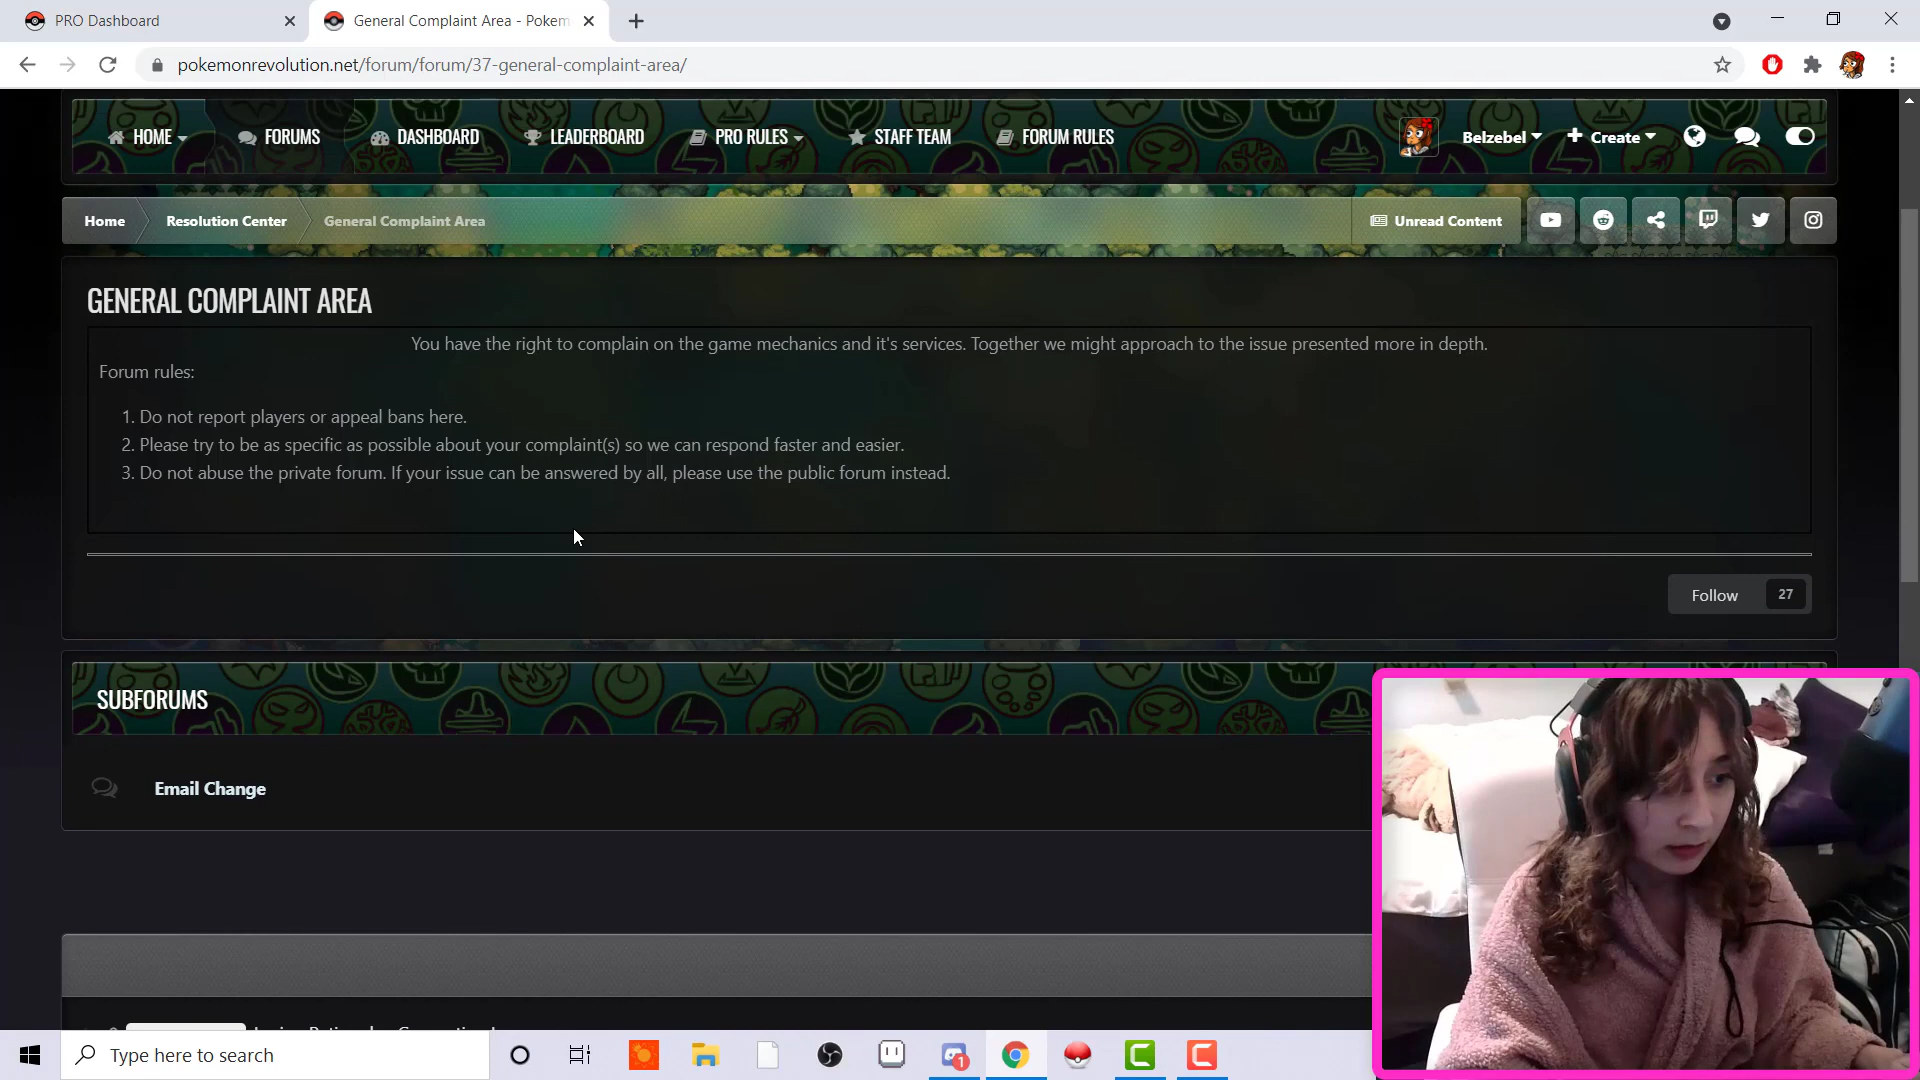 PRO Dashboard
General Complaint Area - Pokem
pokemonrevolution.net/forum/forum/37-general-complaint-area/
HOME
FORUMS
DASHBOARD
LEADERBOARD
PRO RULES
STAFF TEAM
FORUM RULES
Belzebel
Create
Home
Resolution Center
General Complaint Area
Unread Content
GENERAL COMPLAINT AREA
You have the right to complain on the game mechanics and it's services. Together we might approach to the issue presented more in depth.
Forum rules:
1. Do not report players or appeal bans here.
2. Please try to be as specific as possible about your complaint(s) so we can respond faster and easier.
3. Do not abuse the private forum. If your issue can be answered by all, please use the public forum instead.
Follow 27
SUBFORUMS
Email Change
Type here to search
1